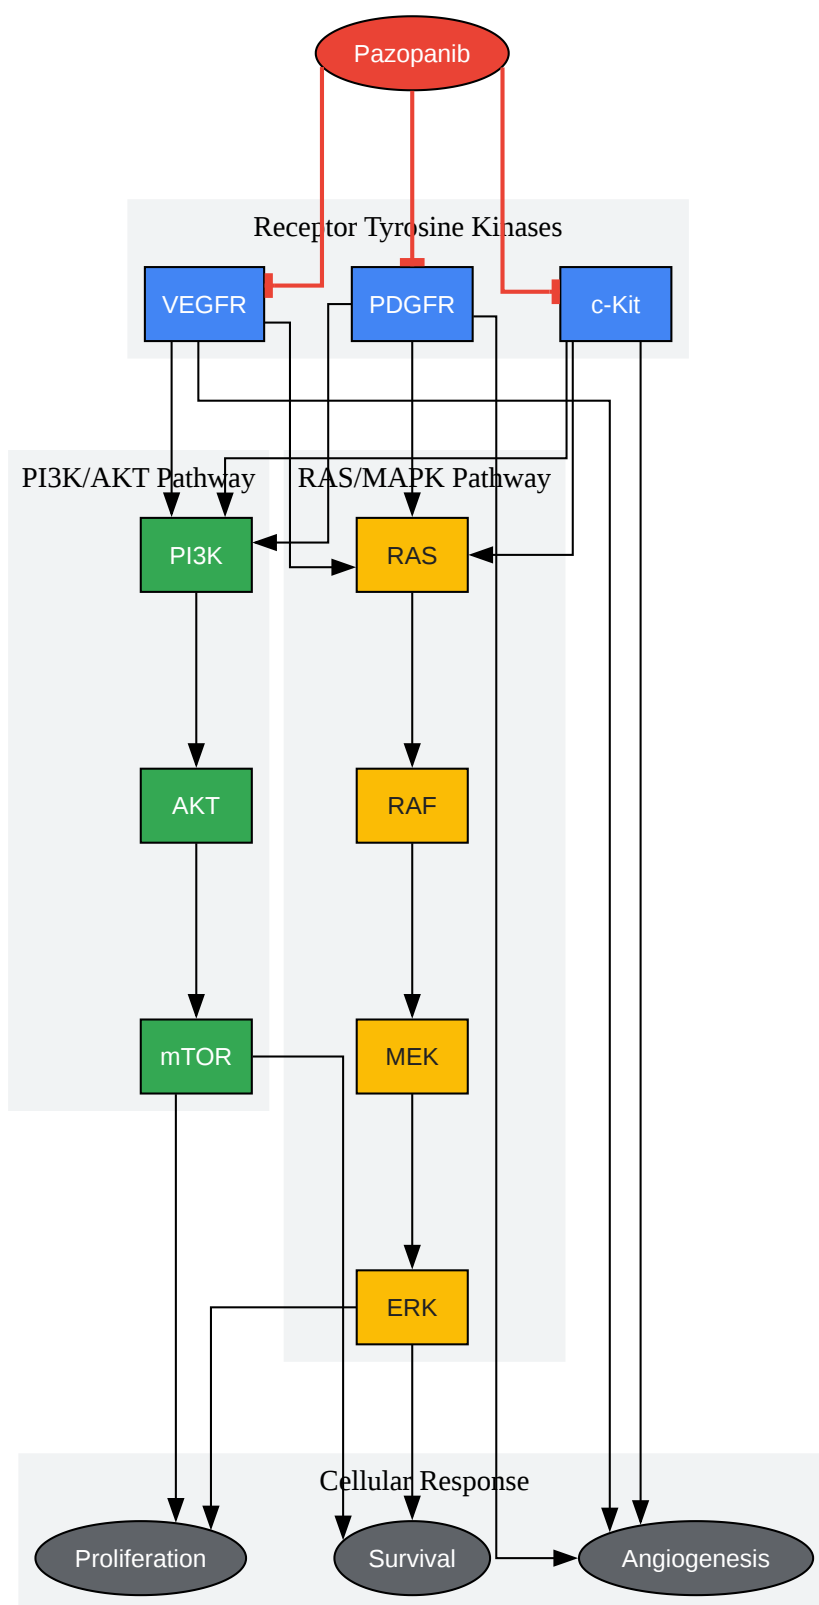 Pazopanib
Receptor Tyrosine Kinases
VEGFR
PDGFR
c-Kit
PI3K/AKT Pathway
RAS/MAPK Pathway
PI3K
RAS
AKT
RAF
mTOR
MEK
ERK
Cellular Response
Proliferation
Survival
Angiogenesis